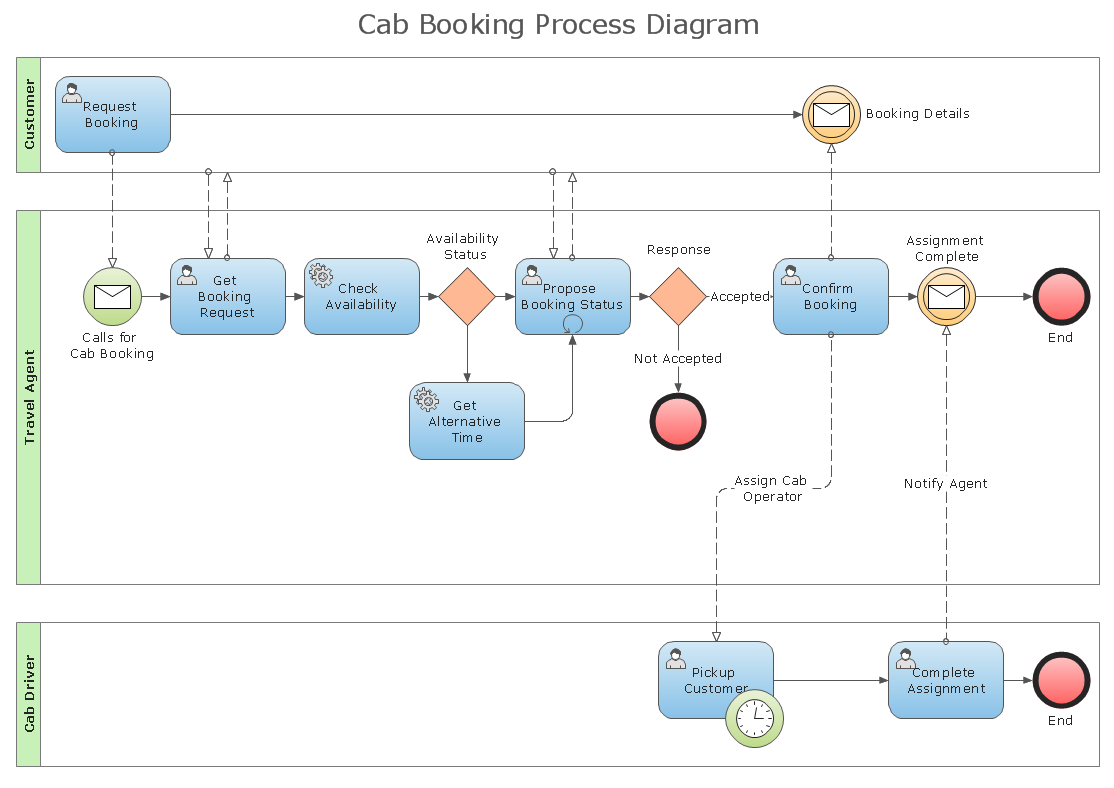 Cab Booking Process Diagram
Customer
Request
Booking
Booking Details
Travel Agent
Calls for
Cab Booking
Get
Booking
Request
Check
Availability
Availability
Status
Get
Alternative
Time
Propose
Booking Status
Response
Accepted
Not Accepted
Confirm
Booking
Assignment
Complete
End
Assign Cab
Operator
Notify Agent
Cab Driver
Pickup
Customer
Complete
Assignment
End